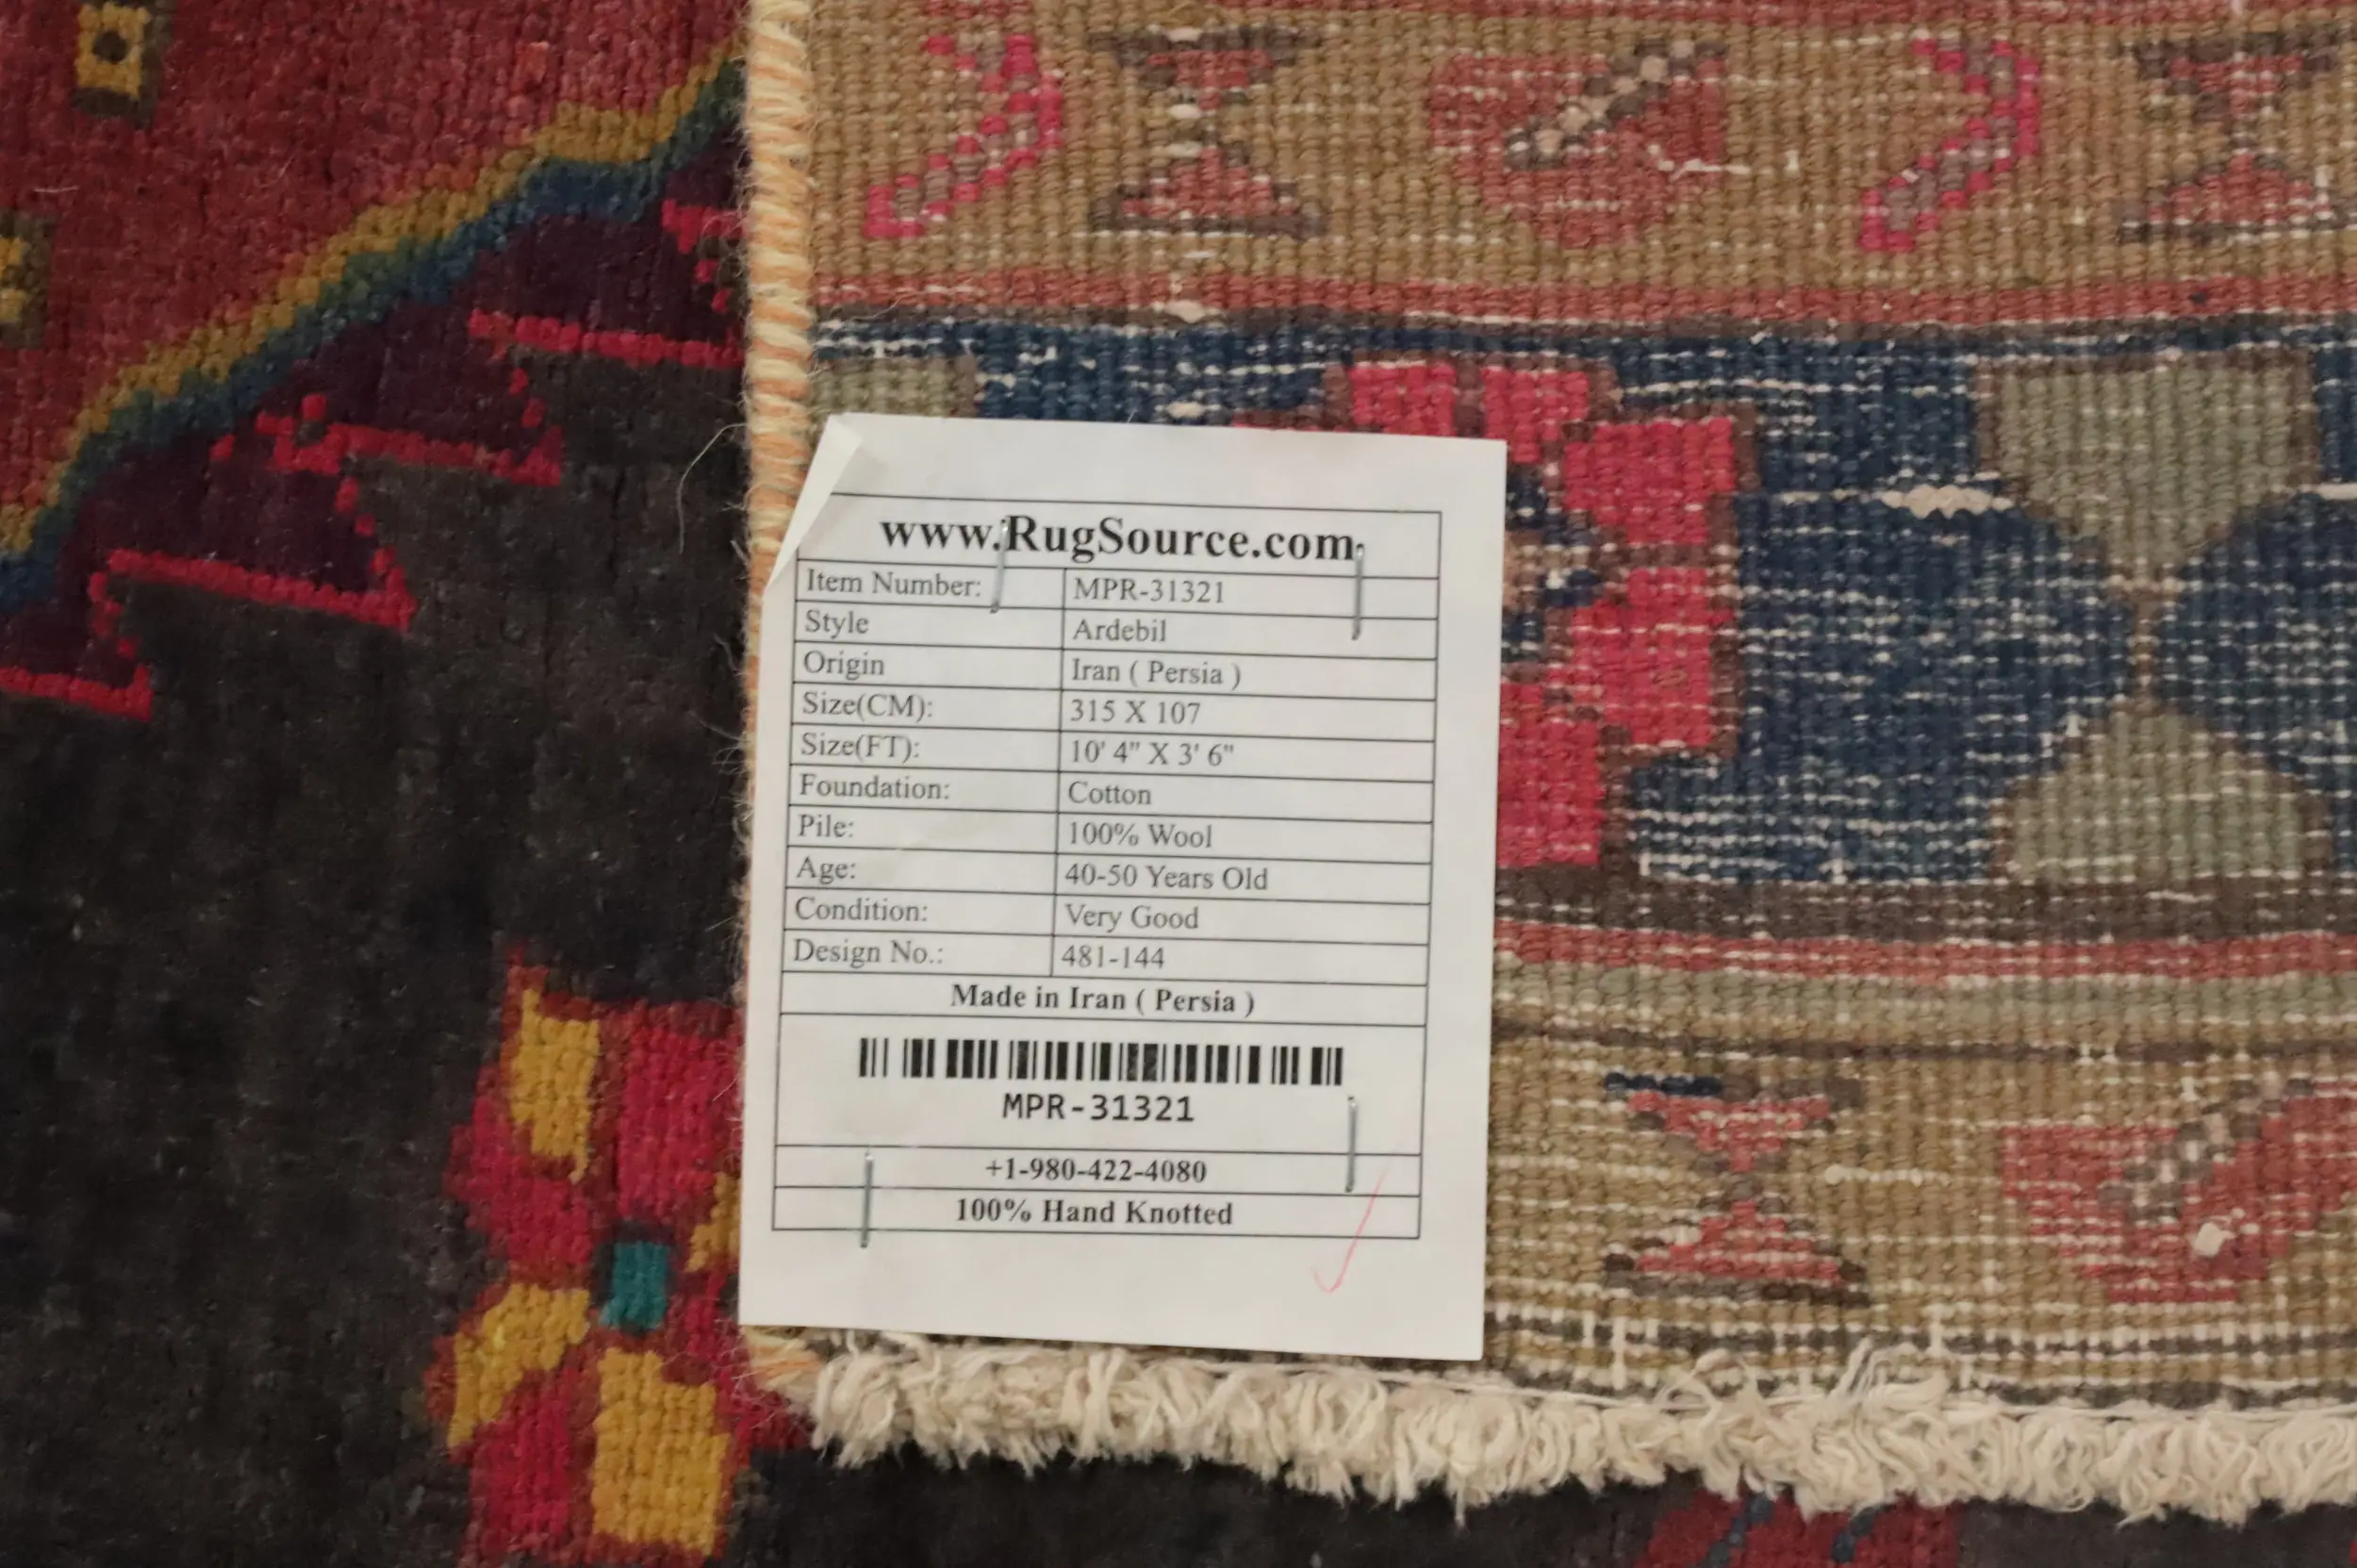 www.RugSource.com
Item Number: MPR-31321
Style Ardebil
Origin Iran ( Persia )
Size(CM): 315 X 107
Size(FT): 10' 4" X 3' 6"
Foundation: Cotton
Pile: 100% Wool
Age: 40-50 Years Old
Condition: Very Good
Design No.: 481-144
Made in Iran ( Persia )
MPR-31321
+1-980-422-4080
100% Hand Knotted